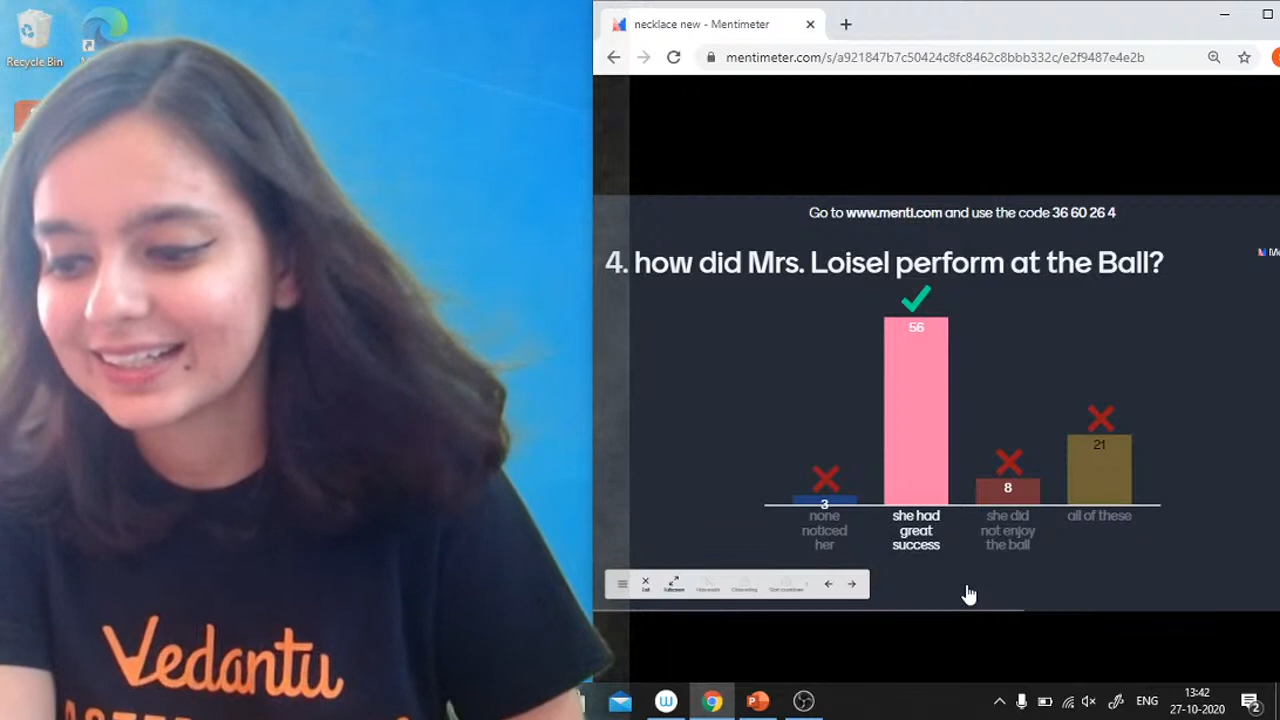 Recycle Bin
necklace new - Mentimeter
mentimeter.com/s/a921847b7c50424c8fc8462c8bbb332c/e2f9487e4e2b
Go to www.menti.com and use the code 36 60 26 4
4. how did Mrs. Loisel perform at the Ball?
56
21
8
3
none noticed her
she had great success
she did not enjoy the ball
all of these
Exit
Fullscreen
Vedantu
ENG
13:42
27-10-2020
2